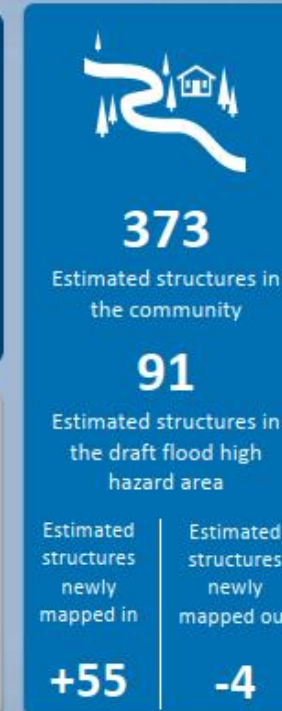 373
Estimated structures in
the community
91
Estimated structures in
the draft flood high
hazard area
Estimated
structures
newly
mapped in
+55
Estimated
structures
newly
mapped ou
-4